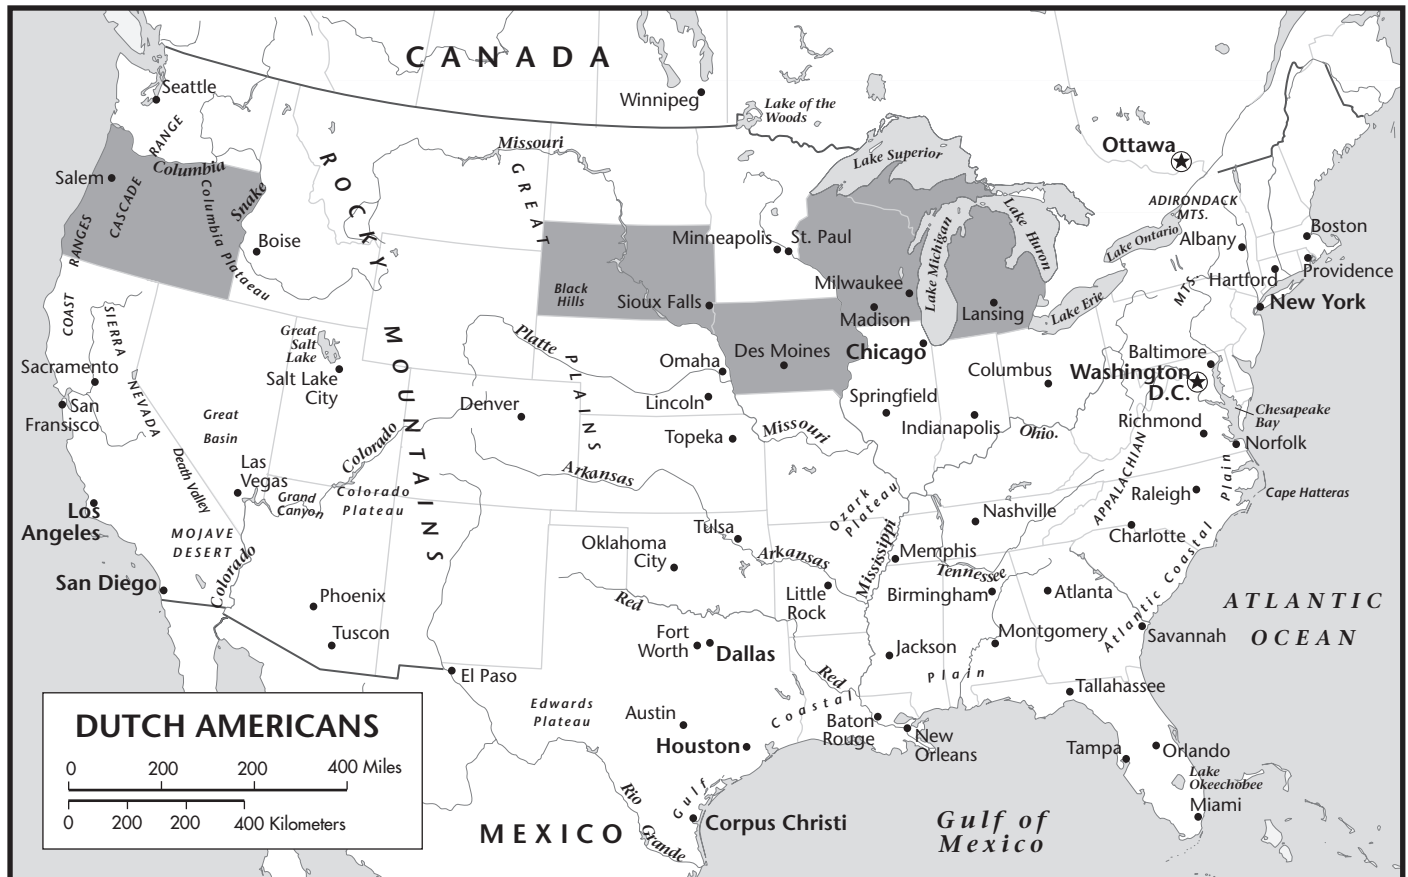 CANADA
Seattle
Winnipeg
Lake of the
Woods
Missouri
Lake Superior
Ottawa
RANGE
ROCKY
GREAT
Columbia
Salem
CASCADE
Columbia Plateau
Snake
RANGES
COAST
Boise
Minneapolis
St. Paul
Lake Michigan
Lake Huron
ADIRONDACK
MTS.
Lake Ontario
Albany
Boston
Providence
Hartford
New York
Black
Hills
Sioux Falls
Milwaukee
Madison
Lansing
Lake Erie
MTS.
SIERRA
NEVADA
Great
Salt
Lake
MOUNTAINS
Platte
PLAINS
Omaha
Des Moines
Chicago
Columbus
Baltimore
Washington
D.C.
Sacramento
San
Fransisco
Salt Lake
City
Great
Basin
Denver
Lincoln
Topeka
Missouri
Springfield
Indianapolis
Ohio.
Richmond
Chesapeake
Bay
Norfolk
Death Valley
Las
Vegas
Colorado
Grand
Canyon
Colorado
Plateau
Arkansas
Ozark
Plateau
Nashville
APPALACHIAN
Raleigh
Plain
Cape Hatteras
Los
Angeles
MOJAVE
DESERT
Colorado
Tulsa
Oklahoma
City
Arkansas
Mississippi
Memphis
Tennessee
Charlotte
Atlantic Coastal
San Diego
Phoenix
Tuscon
Red
Little
Rock
Birmingham
Atlanta
ATLANTIC
OCEAN
Fort
Worth
Dallas
Jackson
Montgomery
Savannah
El Paso
Edwards
Plateau
Red
Plain
Coastal
Tallahassee
Austin
Houston
Baton
Rouge
New
Orleans
Tampa
Orlando
Lake
Okeechobee
Miami
Rio
Grande
Gulf
Corpus Christi
MEXICO
Gulf of
Mexico
DUTCH AMERICANS
0 200 200 400 Miles
0 200 200 400 Kilometers